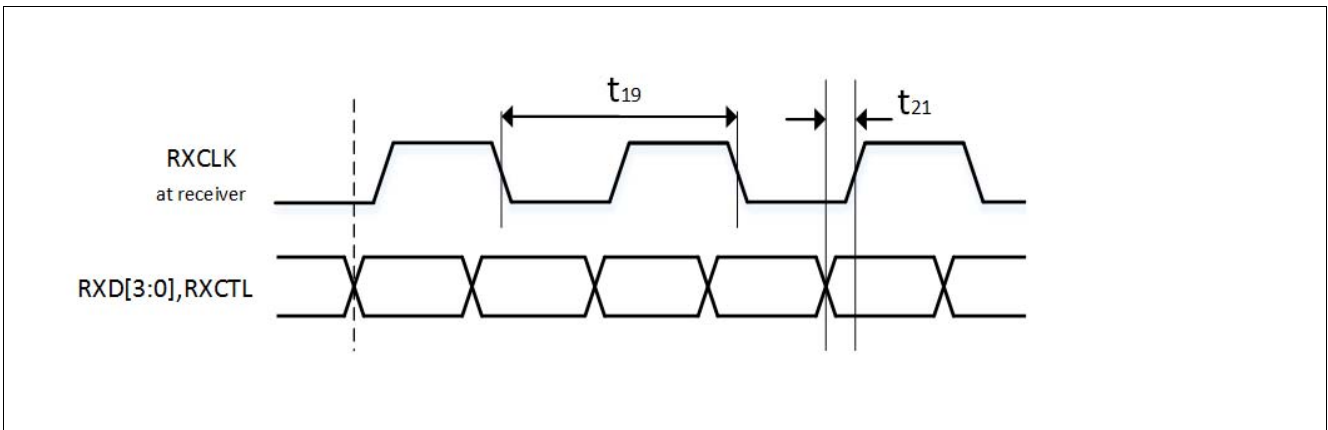 t19
t21
RXCLK
at receiver
RXD[3:0],RXCTL